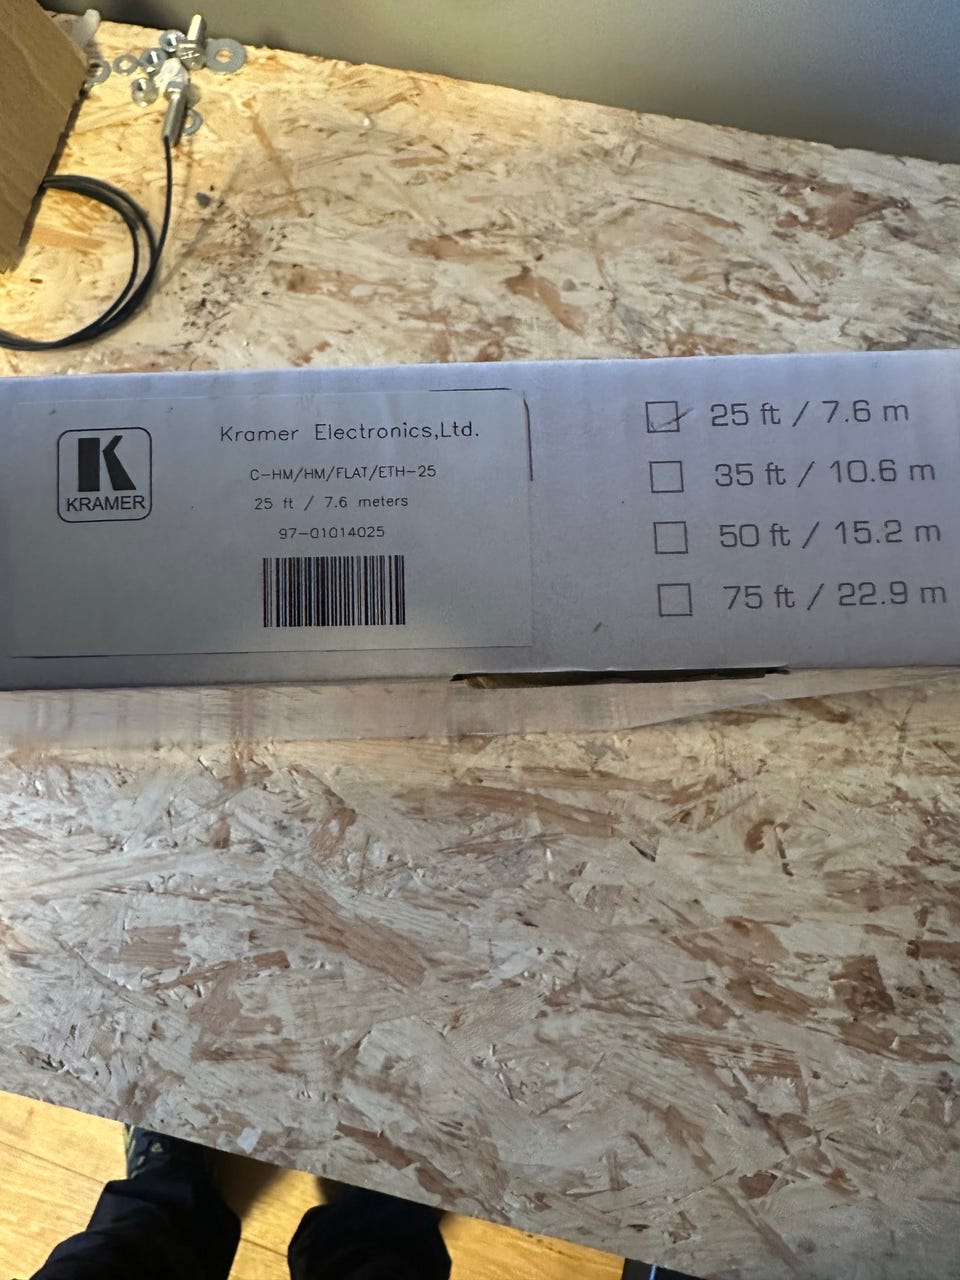 KRAMER
Kramer Electronics,Ltd.
C-HM/HM/FLAT/ETH-25
25 ft / 7.6 meters
97-01014025
25 ft / 7.6 m
35 ft / 10.6 m
50 ft / 15.2 m
75 ft / 22.9 m